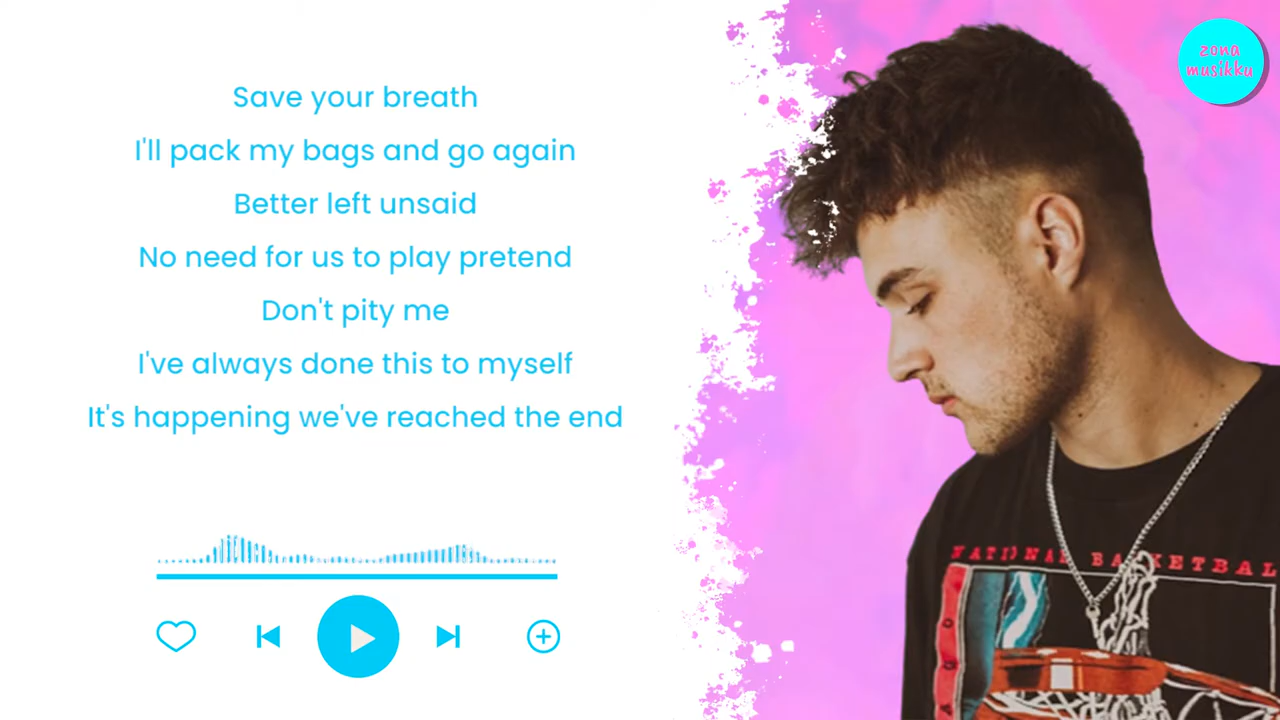 Save your breath
I'll pack my bags and go again
Better left unsaid
No need for us to play pretend
Don't pity me
I've always done this to myself
It's happening we've reached the end
zona
musikku
NATIONAL BASKETBAL